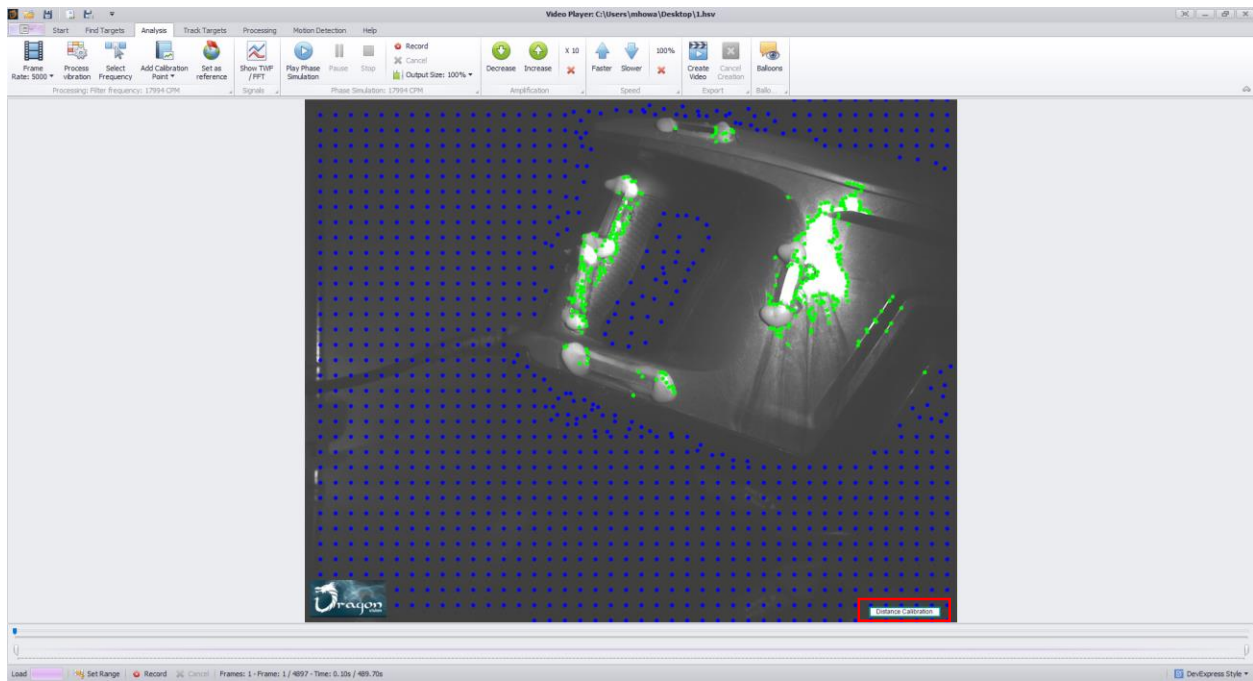 Video Player: C:\Users\mhowa\Desktop\1.hsv
Start Find Targets Analysis Track Targets Processing Motion Detection Help
Frame Rate: 5000
Process vibration
Select Frequency
Add Calibration Point
Set as reference
Processing: Filter frequency: 17994 CPM
Show TWF / FFT
Signals
Play Phase Simulation
Pause
Stop
Record
Cancel
Output Size: 100%
Phase Simulation: 17994 CPM
Decrease
Increase
X 10
Amplification
Faster
Slower
100%
Speed
Create Video
Cancel Creation
Export
Balloons
Ballo...
Dragon
Distance Calibration
Load Set Range Record Cancel Frames: 1 - Frame: 1 / 4897 - Time: 0.10s / 489.70s
DevExpress Style